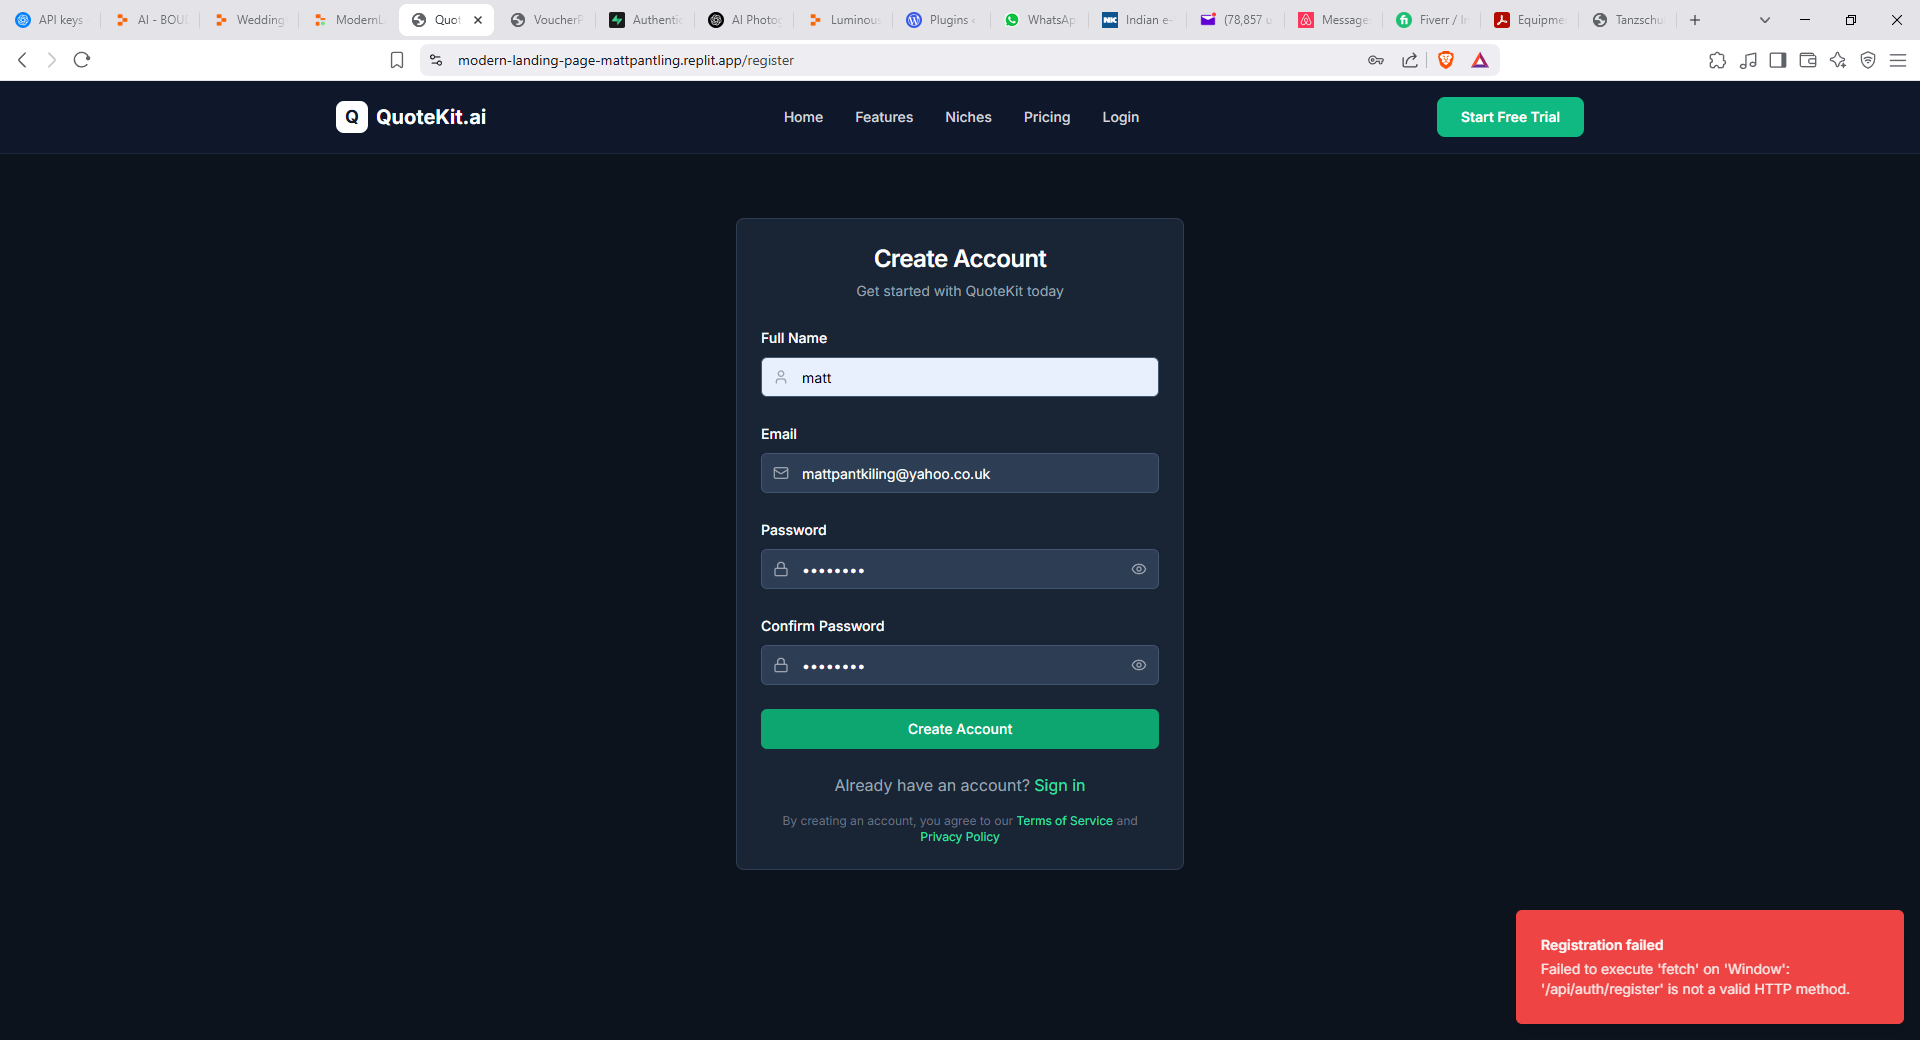 API keys
AI - BOU
Wedding
ModernL
Quot
VoucherP
Authentic
AI Photog
Luminous
Plugins
WhatsAp
Indian e-
(78,857 u
Message
Fiverr / In
Equipme
Tanzschu
modern-landing-page-mattpantling.replit.app/register
Q QuoteKit.ai
Home Features Niches Pricing Login
Start Free Trial
Create Account
Get started with QuoteKit today
Full Name
matt
Email
mattpantkiling@yahoo.co.uk
Password
••••••••
Confirm Password
••••••••
Create Account
Already have an account? Sign in
By creating an account, you agree to our Terms of Service and
Privacy Policy
Registration failed
Failed to execute 'fetch' on 'Window':
'/api/auth/register' is not a valid HTTP method.